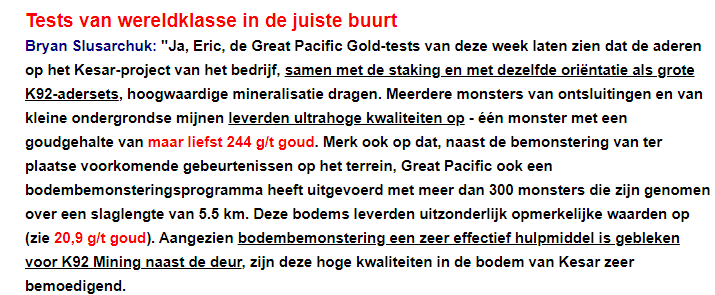 Tests van wereldklasse in de juiste buurt
Bryan Slusarchuk: "Ja, Eric, de Great Pacific Gold-tests van deze week laten zien dat de aderen
op het Kesar-project van het bedrijf, samen met de staking en met dezelfde oriëntatie als grote
K92-adersets, hoogwaardige mineralisatie dragen. Meerdere monsters van ontsluitingen en van
kleine ondergrondse mijnen leverden ultrahoge kwaliteiten op - één monster met een
goudgehalte van maar liefst 244 g/t goud. Merk ook op dat, naast de bemonstering van ter
plaatse voorkomende gebeurtenissen op het terrein, Great Pacific ook een
bodembemonsteringsprogramma heeft uitgevoerd met meer dan 300 monsters die zijn genomen
over een slaglengte van 5.5 km. Deze bodems leverden uitzonderlijk opmerkelijke waarden op
(zie 20,9 g/t goud). Aangezien bodembemonstering een zeer effectief hulpmiddel is gebleken
voor K92 Mining naast de deur, zijn deze hoge kwaliteiten in de bodem van Kesar zeer
bemoedigend.